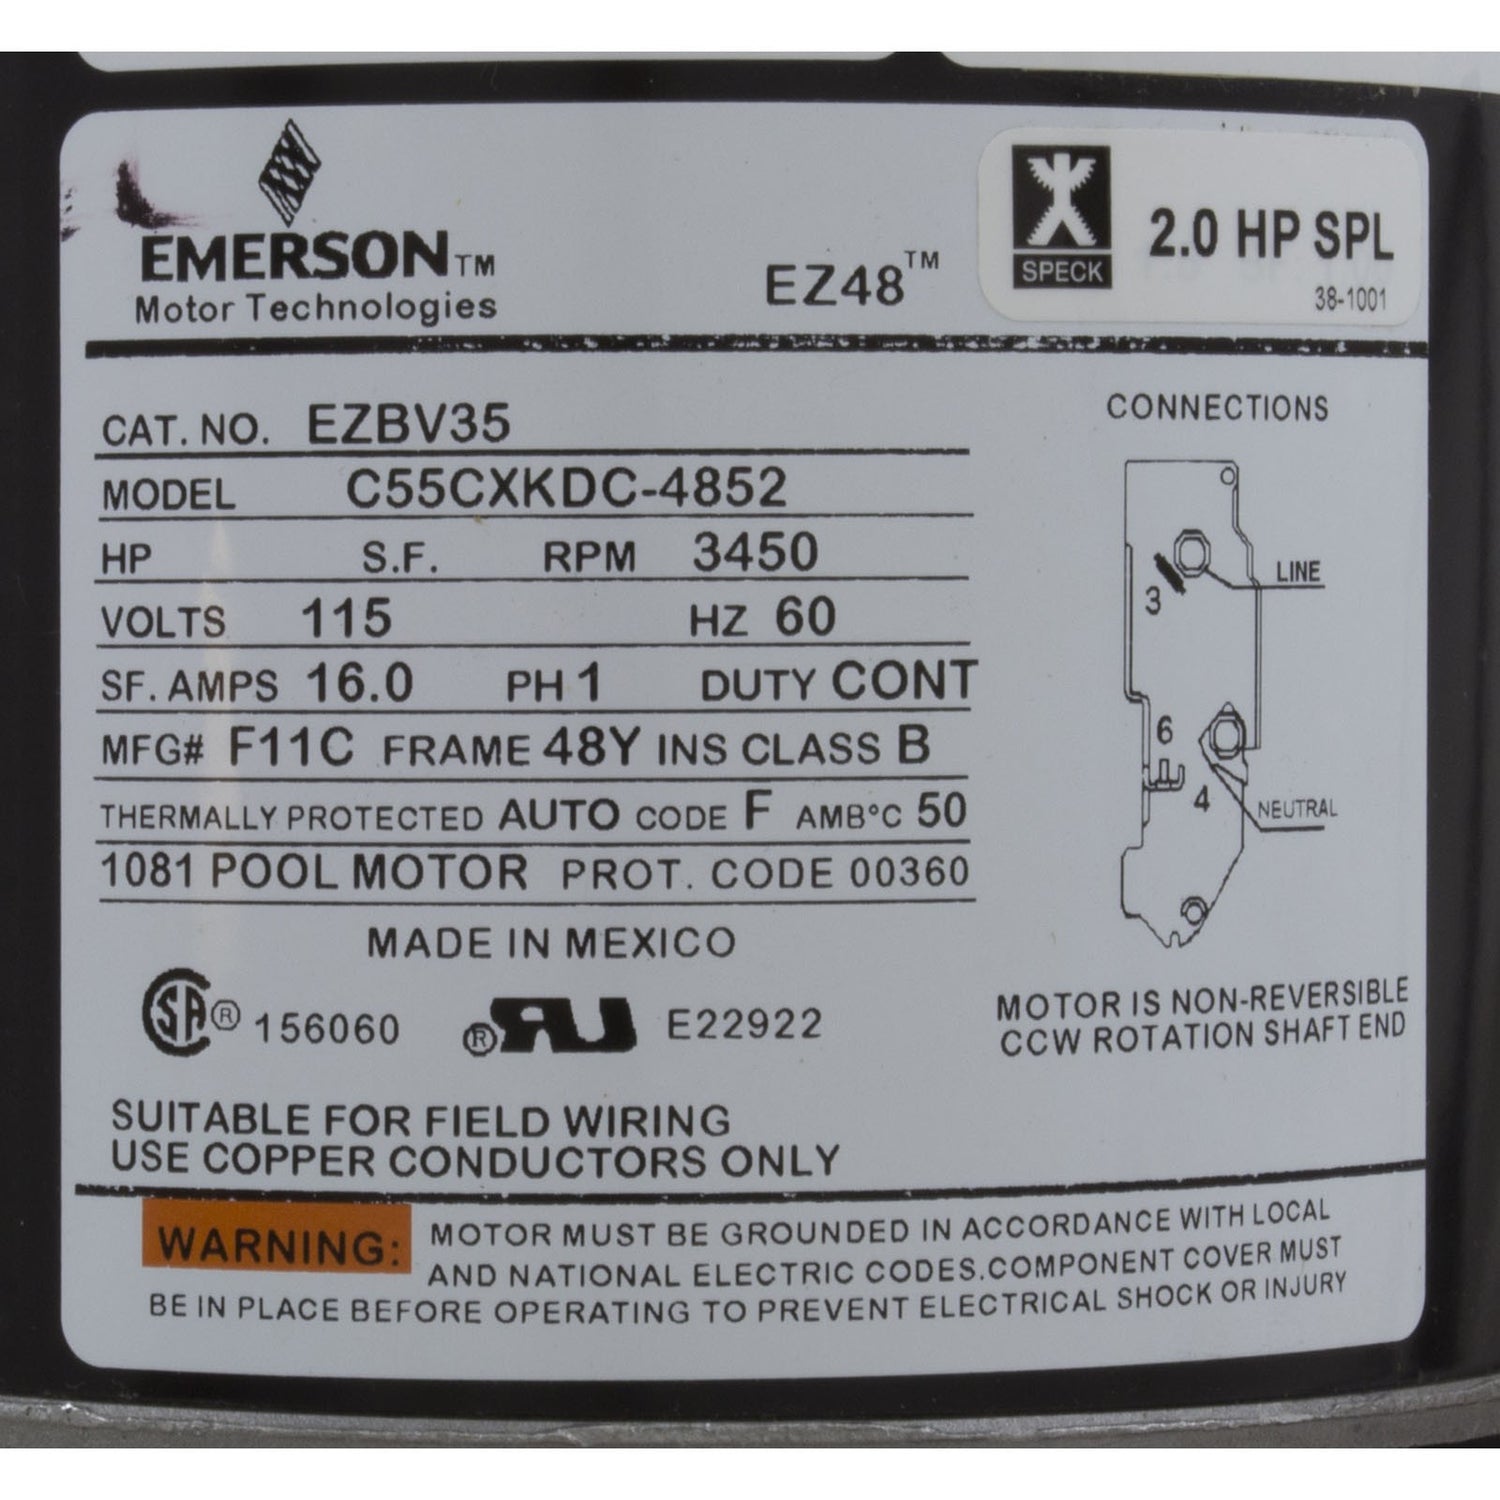 EMERSON™
Motor Technologies
EZ48™
SPECK
2.0 HP SPL
38-1001
CAT. NO. EZBV35
MODEL C55CXKDC-4852
HP S.F. RPM 3450
VOLTS 115 HZ 60
SF. AMPS 16.0 PH 1 DUTY CONT
MFG# F11C FRAME 48Y INS CLASS B
THERMALLY PROTECTED AUTO CODE F AMB°C 50
1081 POOL MOTOR PROT. CODE 00360
MADE IN MEXICO
SA® 156060 ®RU E22922
SUITABLE FOR FIELD WIRING
USE COPPER CONDUCTORS ONLY
CONNECTIONS
LINE
3
6
4
NEUTRAL
MOTOR IS NON-REVERSIBLE
CCW ROTATION SHAFT END
WARNING: MOTOR MUST BE GROUNDED IN ACCORDANCE WITH LOCAL
AND NATIONAL ELECTRIC CODES.COMPONENT COVER MUST
BE IN PLACE BEFORE OPERATING TO PREVENT ELECTRICAL SHOCK OR INJURY